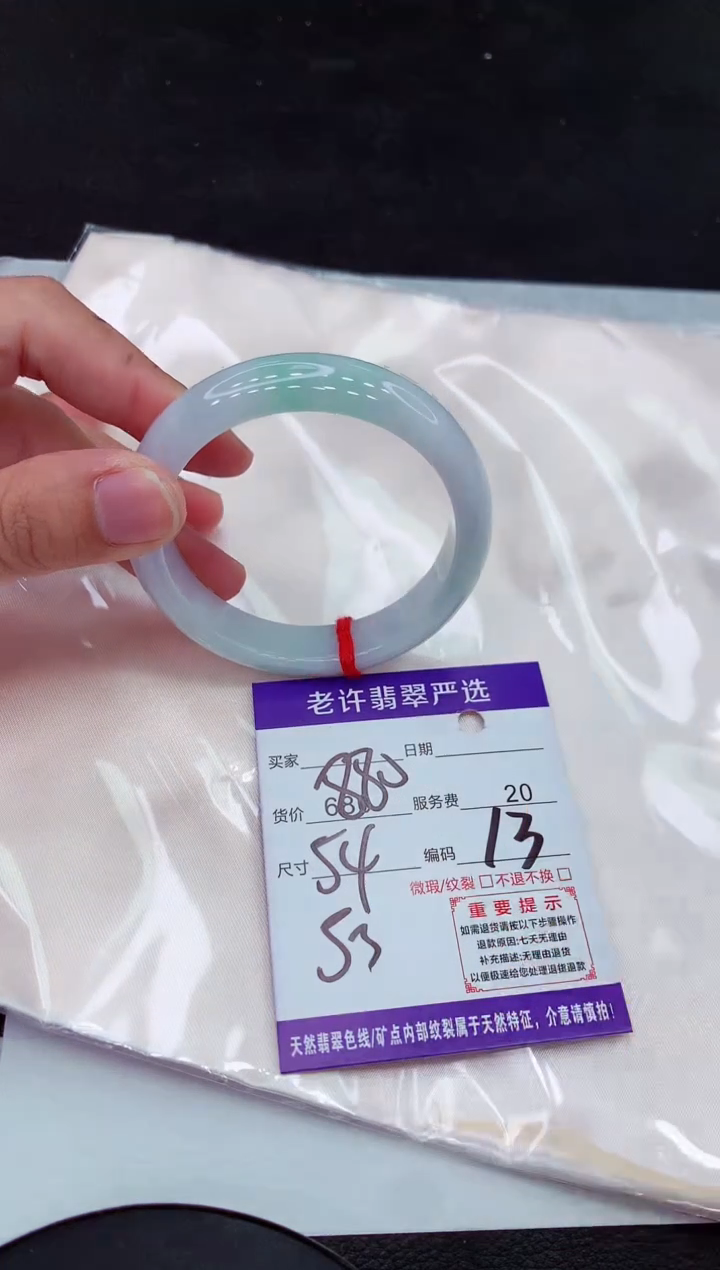 老许翡翠严选
买家 日期
货价 880 服务费 20
尺寸 54 编码 13
53
微瑕/纹裂 □ 不退不换 □
重要提示
如需退货请按以下步骤操作
退款原因:七天无理由
补充描述:无理由退货
以便极速给您处理退货退款
天然翡翠色线/矿点内部纹裂属于天然特征，介意请慎拍!